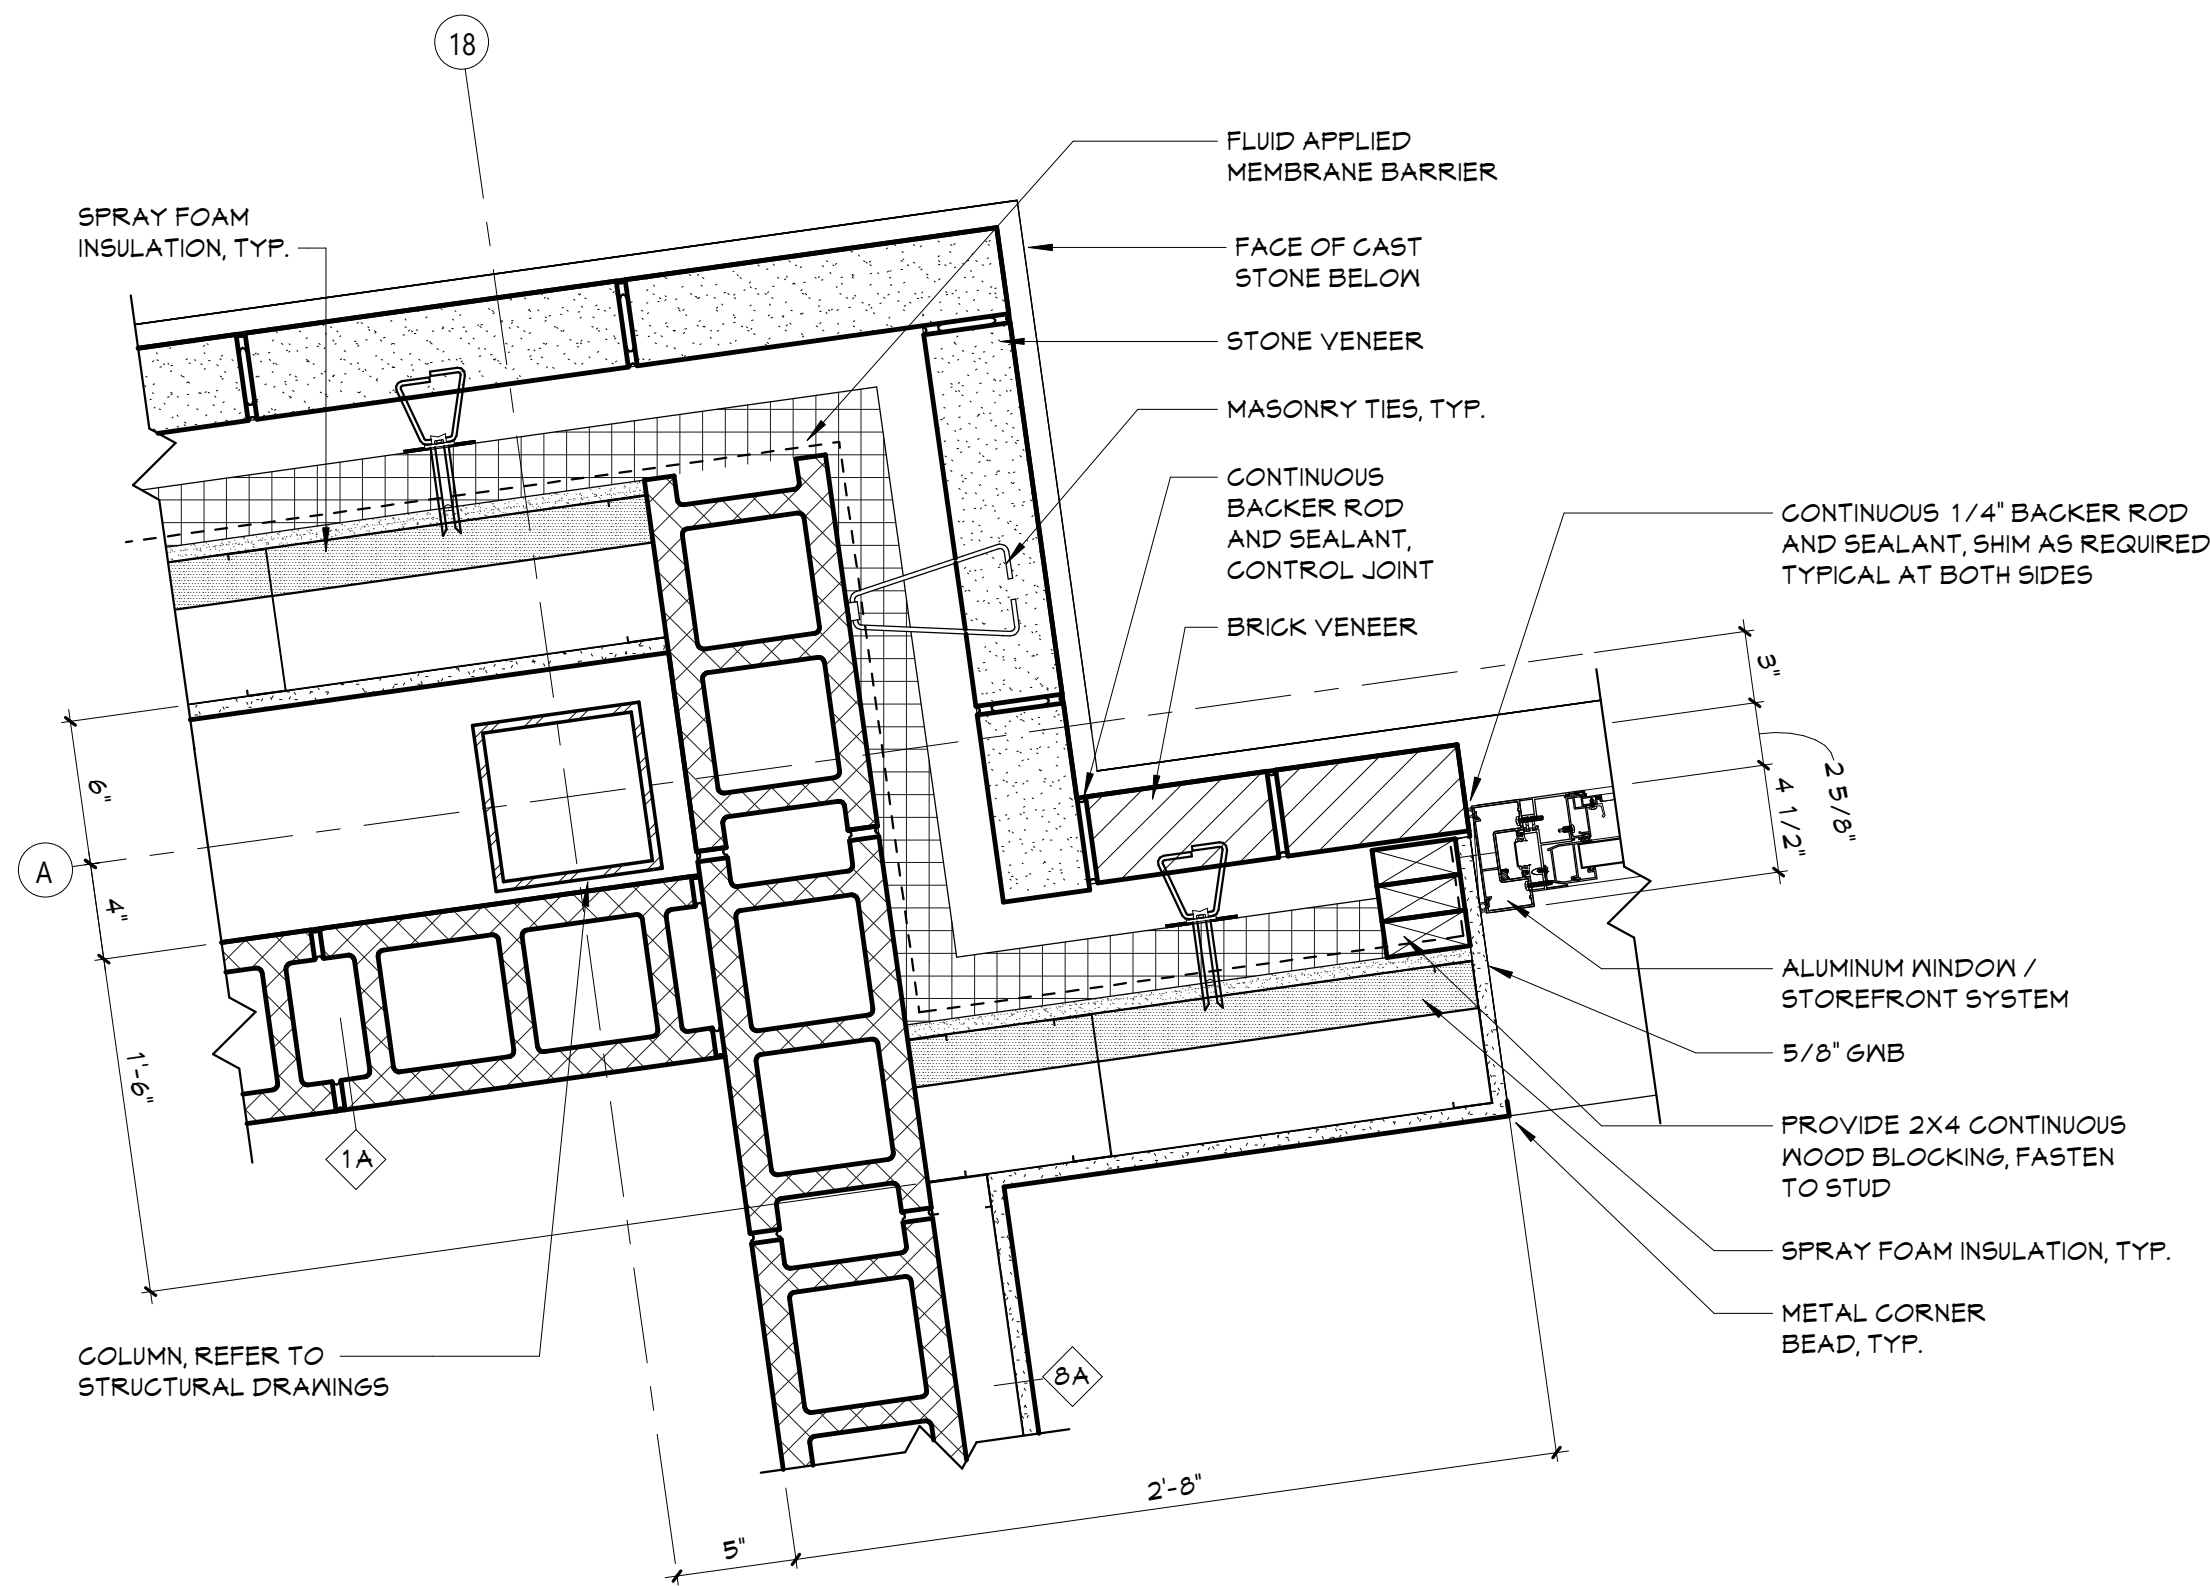 18
FLUID APPLIED
MEMBRANE BARRIER
SPRAY FOAM
INSULATION, TYP.
FACE OF CAST
STONE BELOW
STONE VENEER
MASONRY TIES, TYP.
CONTINUOUS
BACKER ROD
AND SEALANT,
CONTROL JOINT
CONTINUOUS 1/4" BACKER ROD
AND SEALANT, SHIM AS REQUIRED
TYPICAL AT BOTH SIDES
BRICK VENEER
3"
2 5/8"
4 1/2"
6"
A
4"
1'-6"
ALUMINUM WINDOW /
STOREFRONT SYSTEM
5/8" GWB
PROVIDE 2X4 CONTINUOUS
WOOD BLOCKING, FASTEN
TO STUD
1A
SPRAY FOAM INSULATION, TYP.
METAL CORNER
BEAD, TYP.
COLUMN, REFER TO
STRUCTURAL DRAWINGS
8A
2'-8"
5"